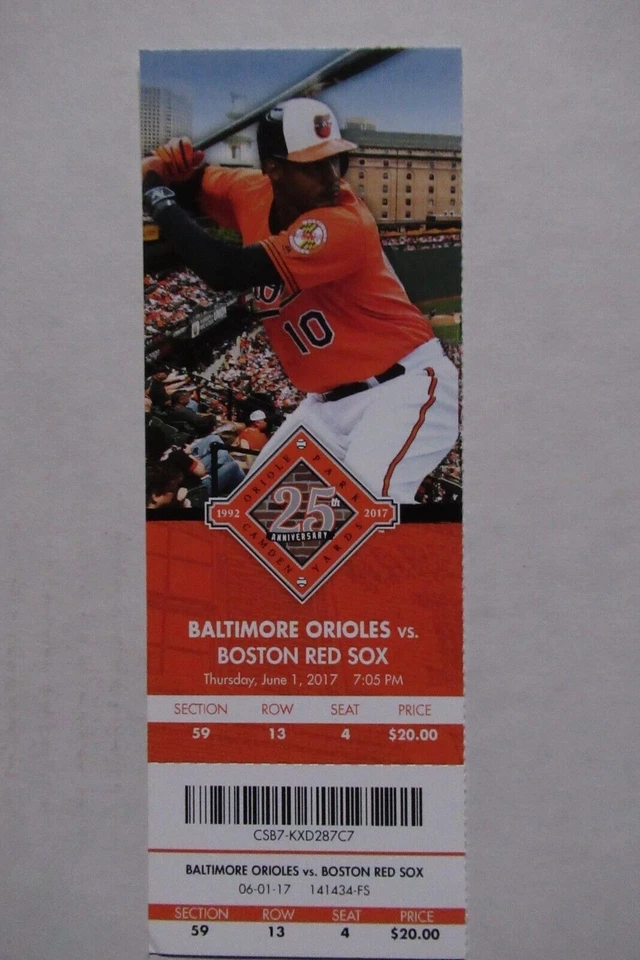 10
ORIOLE PARK
1992 25th 2017
ANNIVERSARY
CAMDEN YARDS
BALTIMORE ORIOLES vs.
BOSTON RED SOX
Thursday, June 1, 2017 7:05 PM
SECTION ROW SEAT PRICE
59 13 4 $20.00
CSB7-KXD287C7
BALTIMORE ORIOLES vs. BOSTON RED SOX
06-01-17 141434-FS
SECTION ROW SEAT PRICE
59 13 4 $20.00